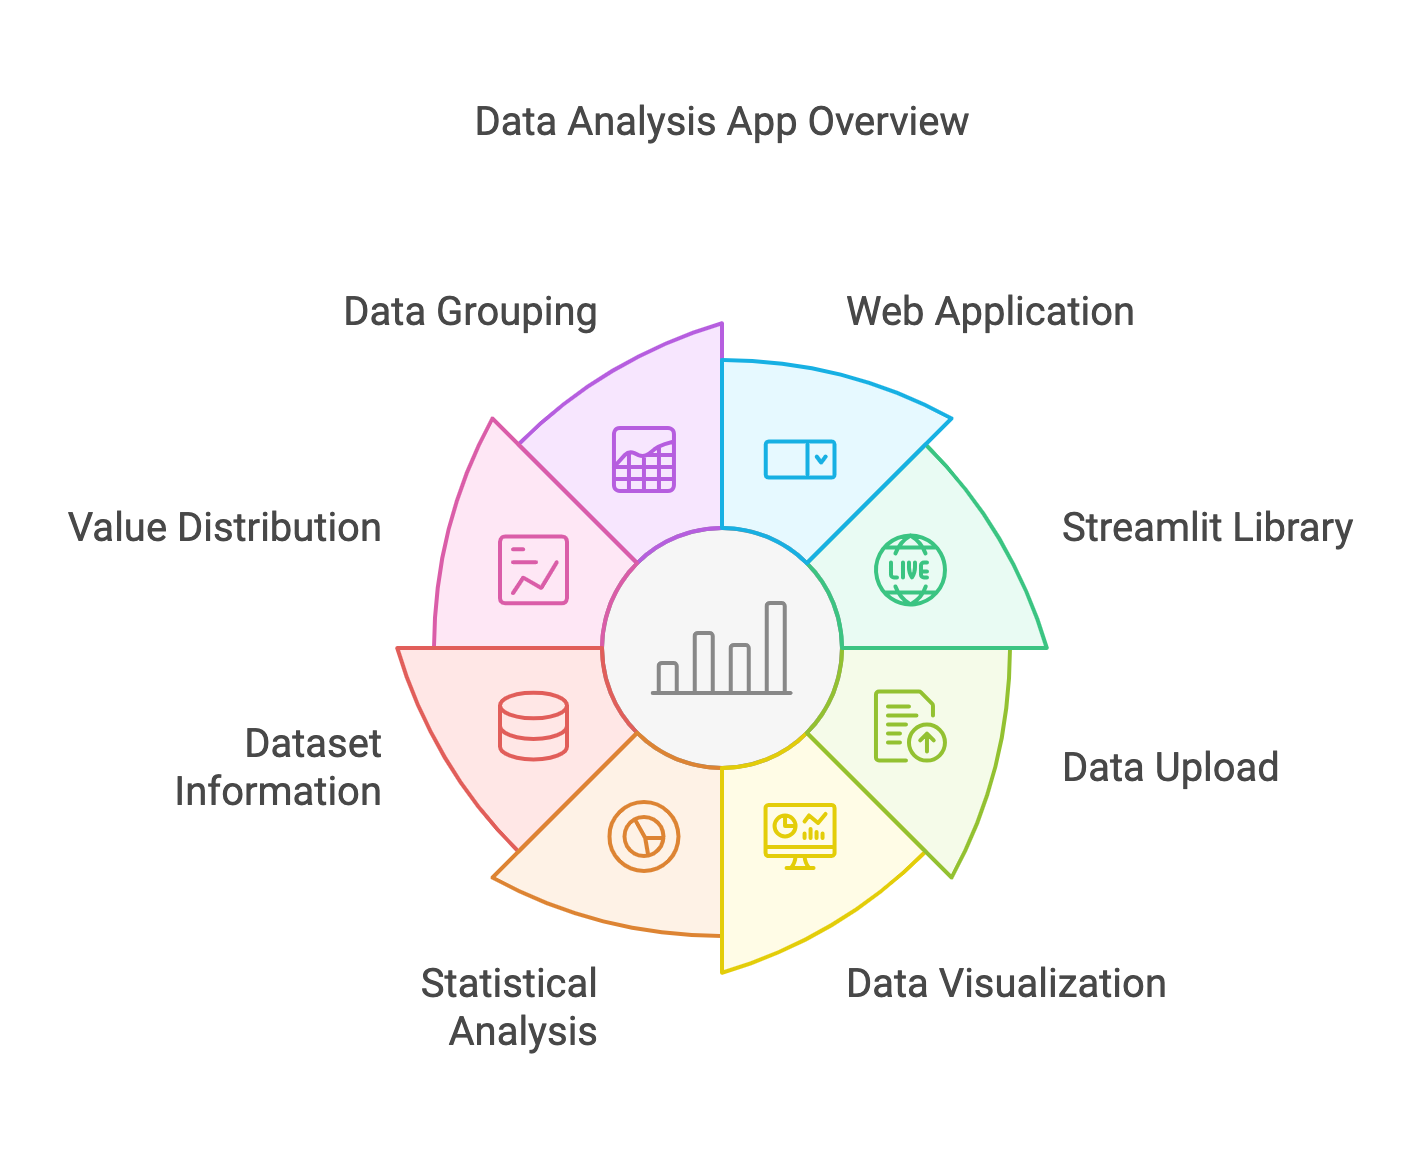 Data Analysis App Overview
Data Grouping
Web Application
Value Distribution
Streamlit Library
LIVE
Dataset
Information
Data Upload
Statistical
Analysis
Data Visualization